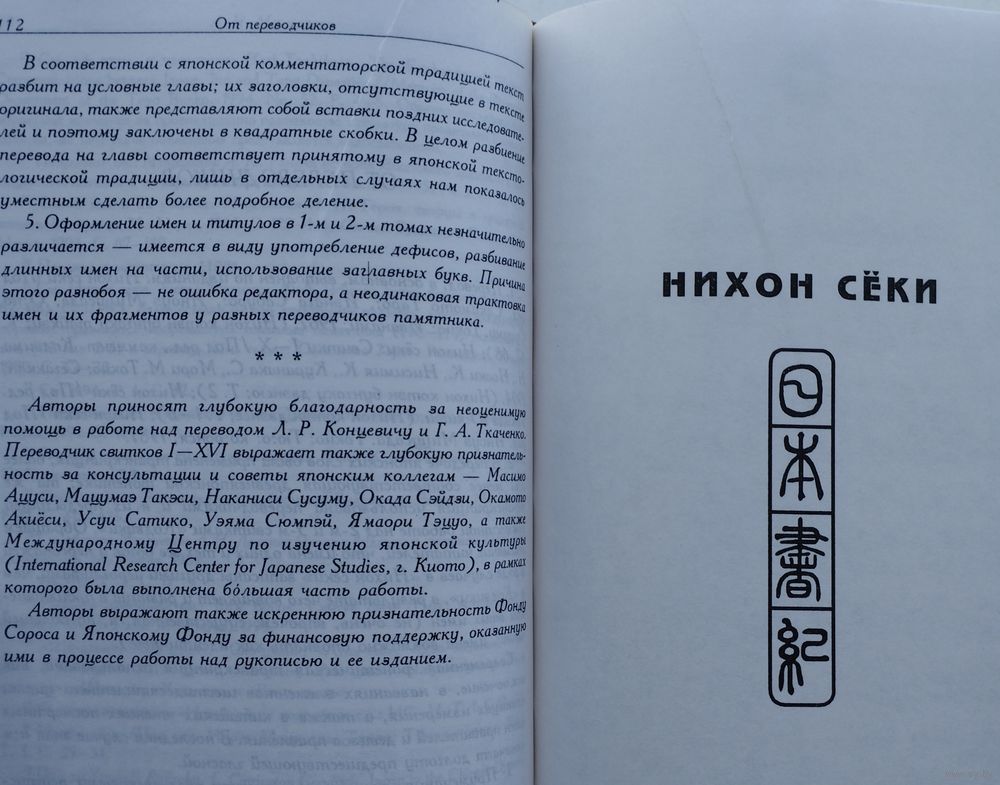 112
От переводчиков
В соответствии с японской комментаторской традицией текст
разбит на условные главы; их заголовки, отсутствующие в тексте
оригинала, также представляют собой вставки поздних исследовате-
лей и поэтому заключены в квадратные скобки. В целом разбиение
перевода на главы соответствует принятому в японской тексто-
логической традиции, лишь в отдельных случаях нам показалось
уместным сделать более подробное деление.
5. Оформление имен и титулов в 1-м и 2-м томах незначительно
различается — имеется в виду употребление дефисов, разбивание
длинных имен на части, использование заглавных букв. Причина
этого разнобоя — не ошибка редактора, а неодинаковая трактовка
имен и их фрагментов у разных переводчиков памятника.
* * *
Авторы приносят глубокую благодарность за неоценимую
помощь в работе над переводом Л. Р. Концевичу и Г. А. Ткаченко.
Переводчик свитков I—XVI выражает также глубокую признатель-
ность за консультации и советы японским коллегам — Масимо
Ацуси, Мацумаэ Такэси, Наканиси Сусуму, Окада Сэйдзи, Окамото
Акиёси, Усуи Сатико, Уэяма Сюмпэй, Ямаори Тэцуо, а также
Международному Центру по изучению японской культуры
(International Research Center for Japanese Studies, г. Киото), в рамках
которого была выполнена бо́льшая часть работы.
Авторы выражают также искреннюю признательность Фонду
Сороса и Японскому Фонду за финансовую поддержку, оказанную
ими в процессе работы над рукописью и ее изданием.
НИХОН СЁКИ
日
本
書
紀